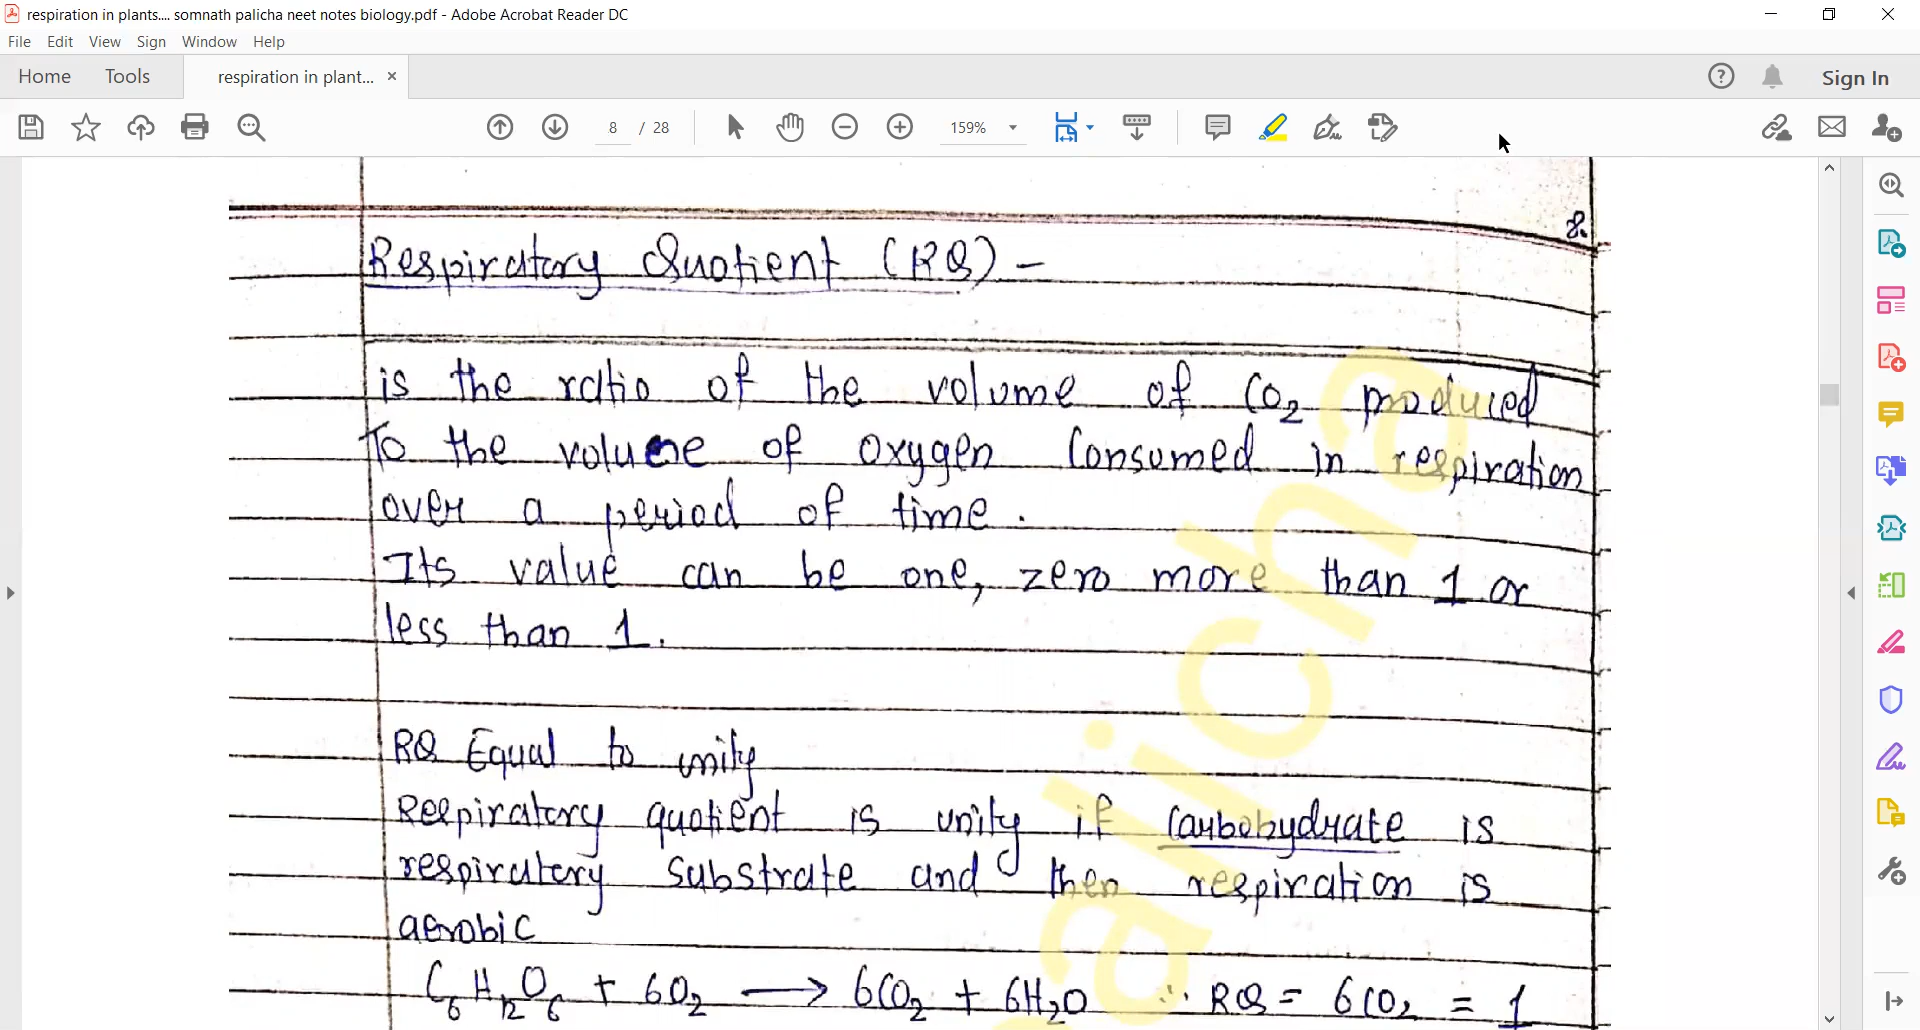 respiration in plants.... somnath palicha neet notes biology.pdf - Adobe Acrobat Reader DC
File Edit View Sign Window Help
Home Tools respiration in plant... ×
Sign In
8 / 28 159%
8.
Respiratory Quotient (RQ) -
is the ratio of the volume of CO2 produced
To the volume of oxygen Consumed in respiration
over a period of time.
Its value can be one, zero more than 1 or
less than 1.
RQ Equal to unity
Respiratory quotient is unity if Carbohydrate is
respiratory substrate and then respiration is
aerobic
C6H12O6 + 6O2 → 6CO2 + 6H2O ∴ RQ = 6CO2 = 1
alicha